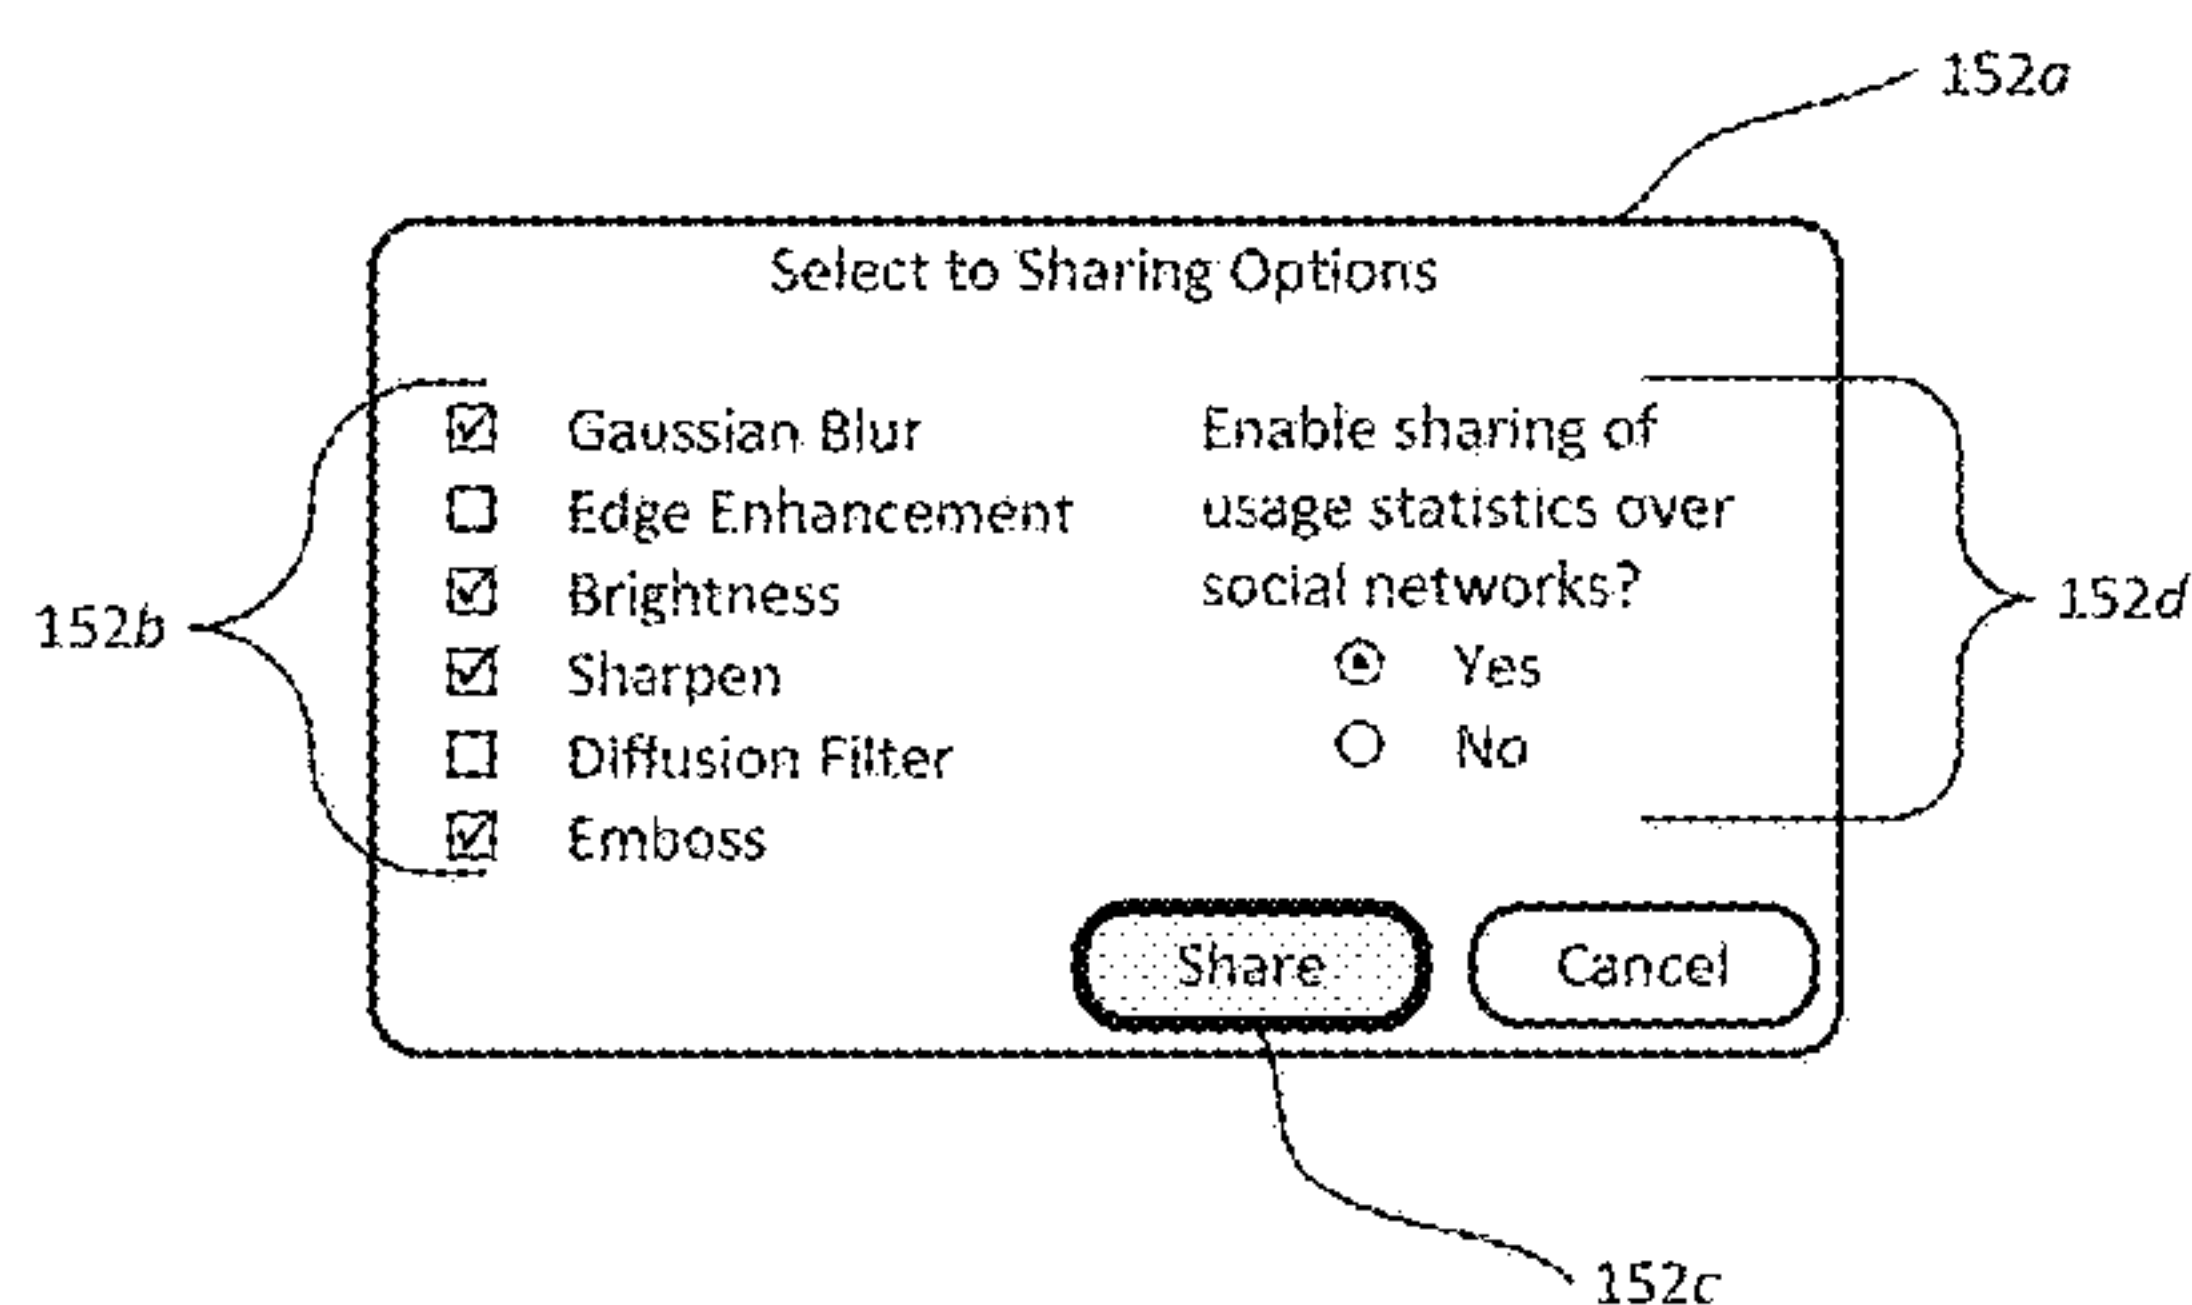 152a
Select to Sharing Options
Gaussian Blur
Edge Enhancement
Brightness
Sharpen
Diffusion Filter
Emboss
152b
Enable sharing of
usage statistics over
social networks?
Yes
No
152d
Share
Cancel
152c